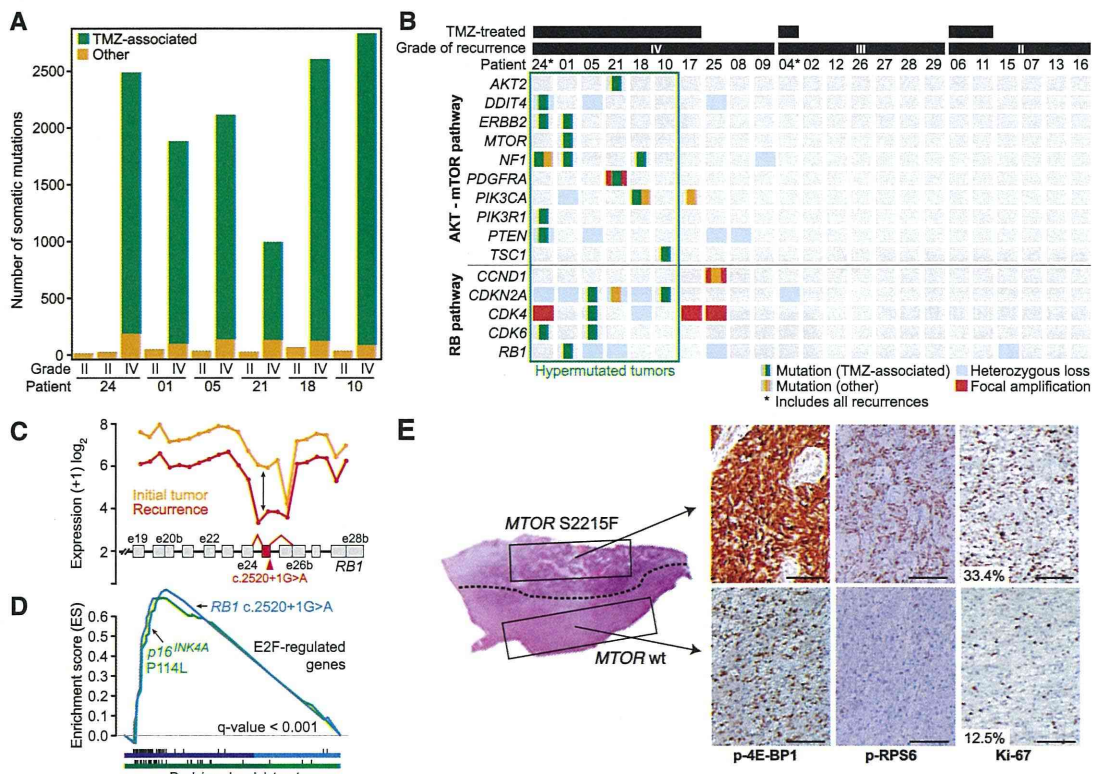 A
TMZ-associated
Other
Number of somatic mutations
2500
2000
1500
1000
500
0
Grade II II IV II IV II IV II IV II IV II IV
Patient 24 01 05 21 18 10
B
TMZ-treated
Grade of recurrence IV III II
Patient 24* 01 05 21 18 10 17 25 08 09 04* 02 12 26 27 28 29 06 11 15 07 13 16
AKT - mTOR pathway
AKT2
DDIT4
ERBB2
MTOR
NF1
PDGFRA
PIK3CA
PIK3R1
PTEN
TSC1
RB pathway
CCND1
CDKN2A
CDK4
CDK6
RB1
Hypermutated tumors
Mutation (TMZ-associated)
Heterozygous loss
Mutation (other)
Focal amplification
* Includes all recurrences
C
Expression (+1) log2
8
6
4
2
Initial tumor
Recurrence
e19 e20b e22 e28b
e24 e26b RB1
c.2520+1G>A
D
Enrichment score (ES)
0.6
0.5
0.4
0.3
0.2
0.1
0.0
RB1 c.2520+1G>A
p16INK4A
P114L
E2F-regulated
genes
q-value < 0.001
E
MTOR S2215F
MTOR wt
33.4%
12.5%
p-4E-BP1 p-RPS6 Ki-67